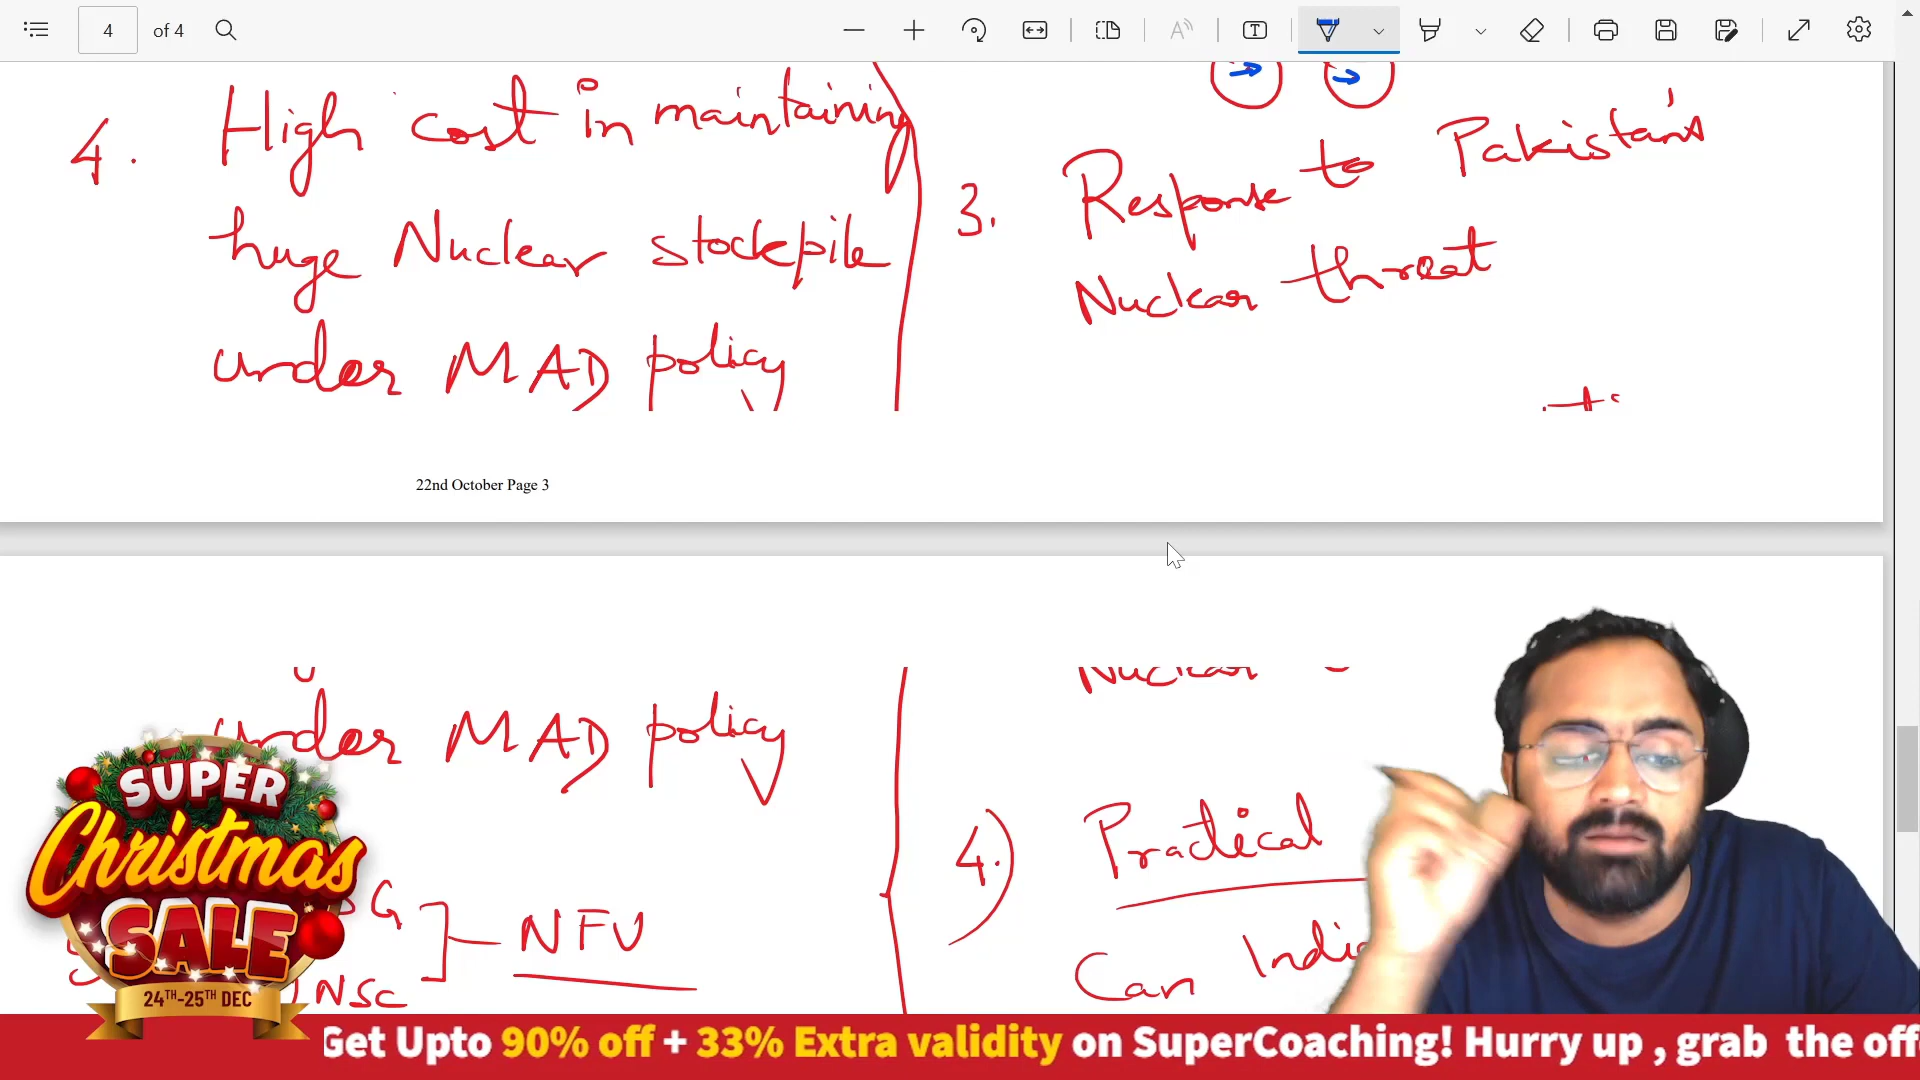 4 of 4
4. High cost in maintaining
huge Nuclear stockpile
under MAD policy
3. Response to Pakistan's
Nuclear threat
22nd October Page 3
under MAD policy
NFU
NSC
Nuclear
4.) Practical
Can India
SUPER
Christmas
SALE
24TH-25TH DEC
Get Upto 90% off + 33% Extra validity on SuperCoaching! Hurry up , grab the off